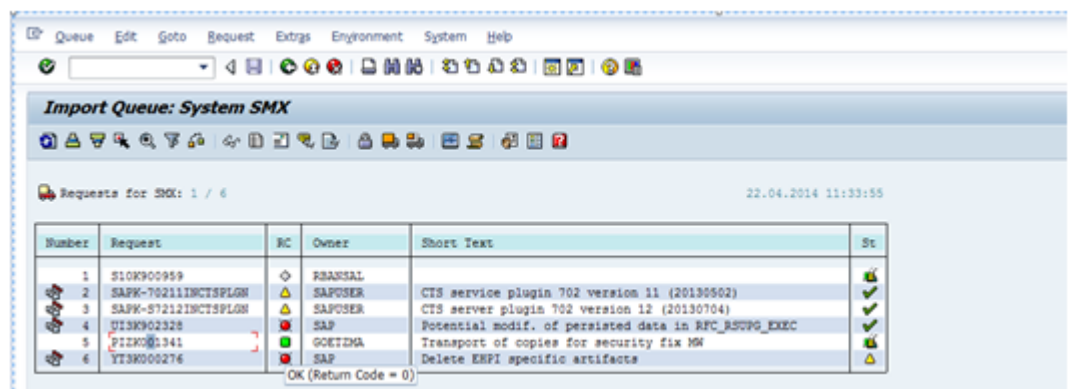 Queue Edit Goto Request Extras Environment System Help
Import Queue: System SMX
Requests for SMX: 1 / 6 22.04.2014 11:33:55
Number Request RC Owner Short Text St
1 S10K900959 RBANSAL
2 SAPK-70211INCTSPLGN SAPUSER CTS service plugin 702 version 11 (20130502)
3 SAPK-S7212INCTSPLGN SAPUSER CTS server plugin 702 version 12 (20130704)
4 UI3K902328 SAP Potential modif. of persisted data in RFC_RSUPG_EXEC
5 PIZK001341 GOETZMA Transport of copies for security fix MW
6 YT3K000276 SAP Delete EHPI specific artifacts
OK (Return Code = 0)